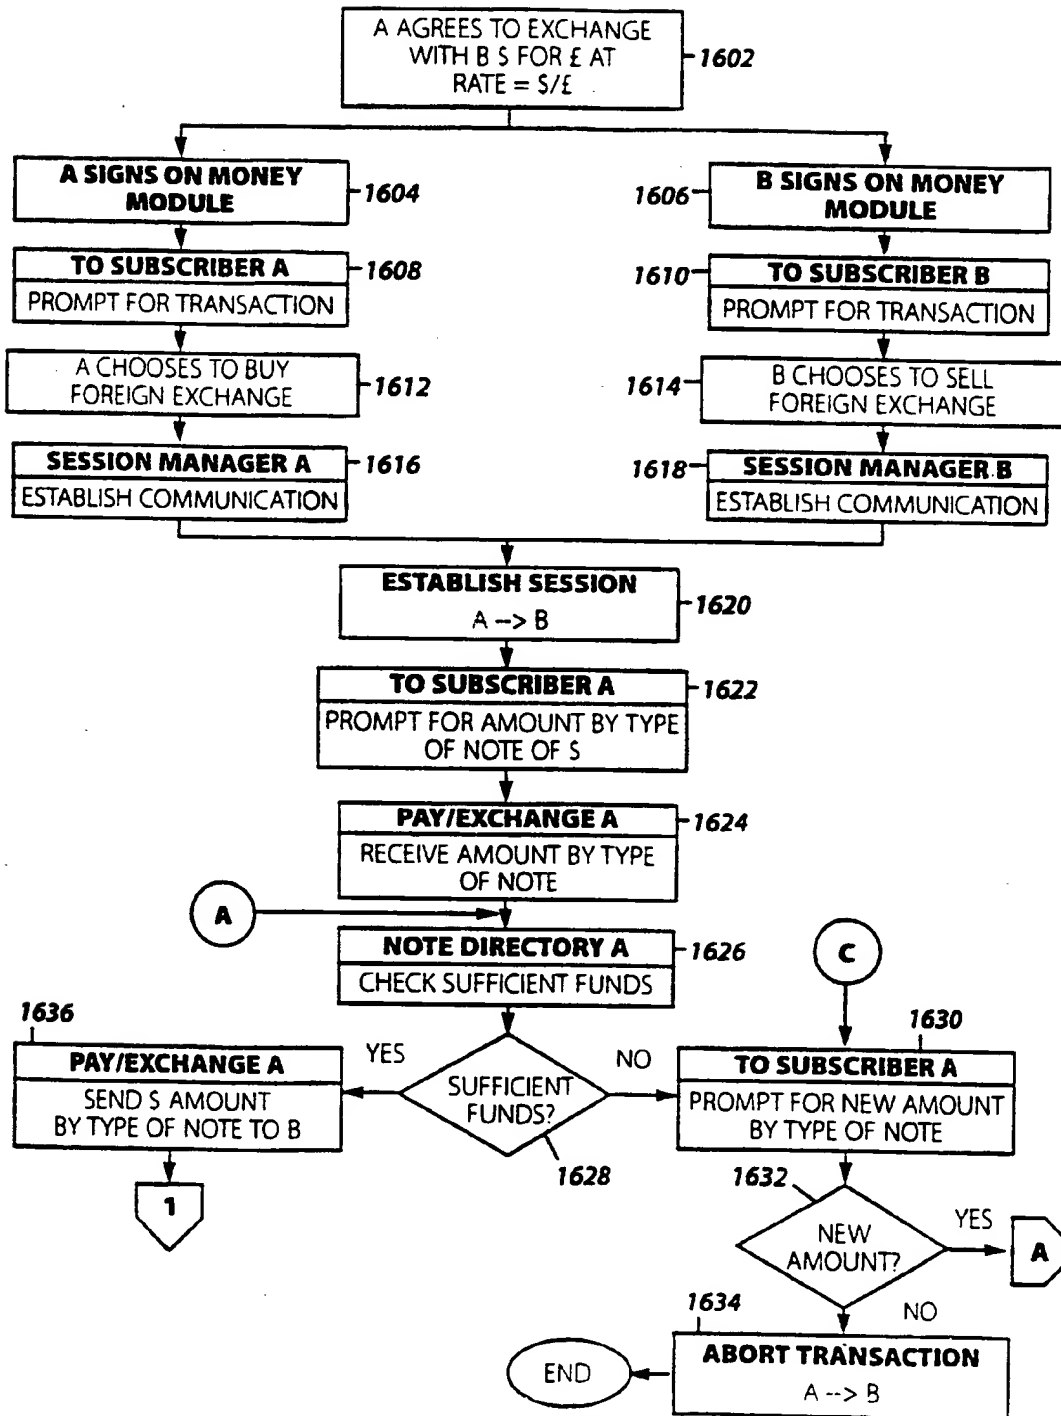 A AGREES TO EXCHANGE
WITH B $ FOR £ AT
RATE = $/£
1602
A SIGNS ON MONEY
MODULE
1604
1606
B SIGNS ON MONEY
MODULE
TO SUBSCRIBER A
1608
PROMPT FOR TRANSACTION
1610
TO SUBSCRIBER B
PROMPT FOR TRANSACTION
A CHOOSES TO BUY
FOREIGN EXCHANGE
1612
1614
B CHOOSES TO SELL
FOREIGN EXCHANGE
SESSION MANAGER A
1616
ESTABLISH COMMUNICATION
1618
SESSION MANAGER B
ESTABLISH COMMUNICATION
ESTABLISH SESSION
A --> B
1620
TO SUBSCRIBER A
1622
PROMPT FOR AMOUNT BY TYPE
OF NOTE OF $
PAY/EXCHANGE A
1624
RECEIVE AMOUNT BY TYPE
OF NOTE
A
NOTE DIRECTORY A
1626
CHECK SUFFICIENT FUNDS
C
1636
PAY/EXCHANGE A
SEND $ AMOUNT
BY TYPE OF NOTE TO B
YES
SUFFICIENT
FUNDS?
NO
1628
1630
TO SUBSCRIBER A
PROMPT FOR NEW AMOUNT
BY TYPE OF NOTE
1
1632
NEW
AMOUNT?
YES
A
NO
1634
ABORT TRANSACTION
A --> B
END